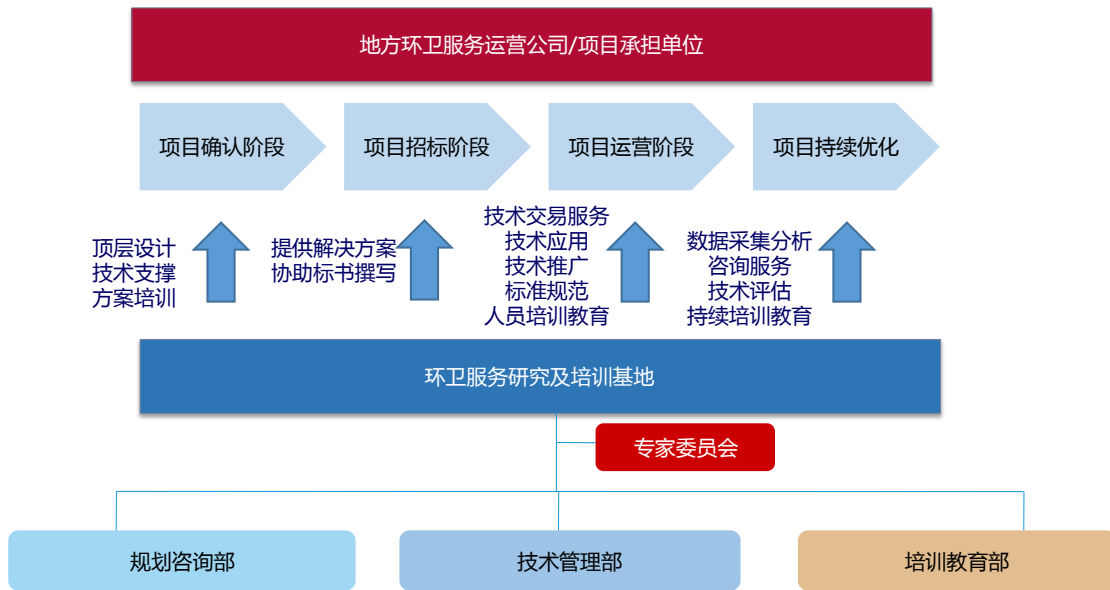 地方环卫服务运营公司/项目承担单位
项目确认阶段
项目招标阶段
项目运营阶段
项目持续优化
顶层设计
技术支撑
方案培训
提供解决方案
协助标书撰写
技术交易服务
技术应用
技术推广
标准规范
人员培训教育
数据采集分析
咨询服务
技术评估
持续培训教育
环卫服务研究及培训基地
专家委员会
规划咨询部
技术管理部
培训教育部